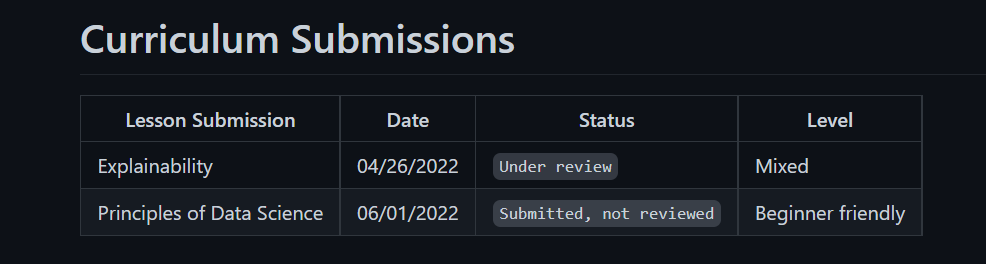 Curriculum Submissions
Lesson Submission Date Status Level
Explainability 04/26/2022 Under review Mixed
Principles of Data Science 06/01/2022 Submitted, not reviewed Beginner friendly